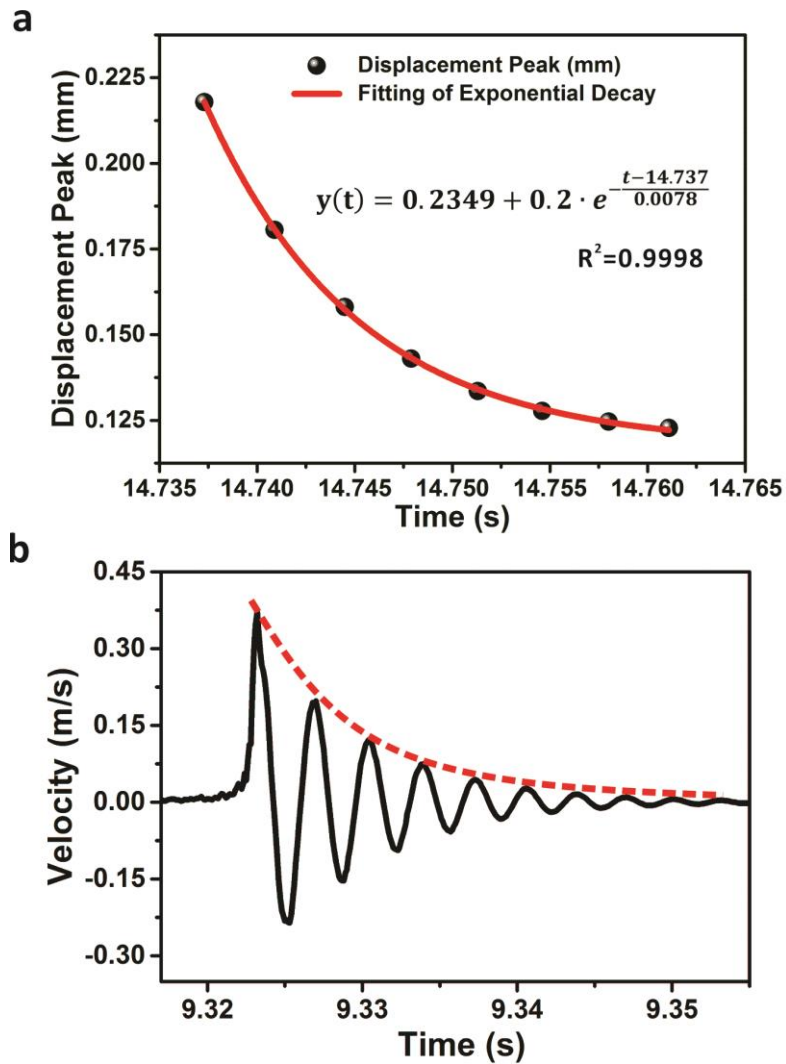 a
Displacement Peak (mm)
0.225
0.200
0.175
0.150
0.125
Displacement Peak (mm)
Fitting of Exponential Decay
y(t) = 0.2349 + 0.2 · e^{-\frac{t-14.737}{0.0078}}
R²=0.9998
14.735 14.740 14.745 14.750 14.755 14.760 14.765
Time (s)
b
Velocity (m/s)
0.45
0.30
0.15
0.00
-0.15
-0.30
9.32 9.33 9.34 9.35
Time (s)